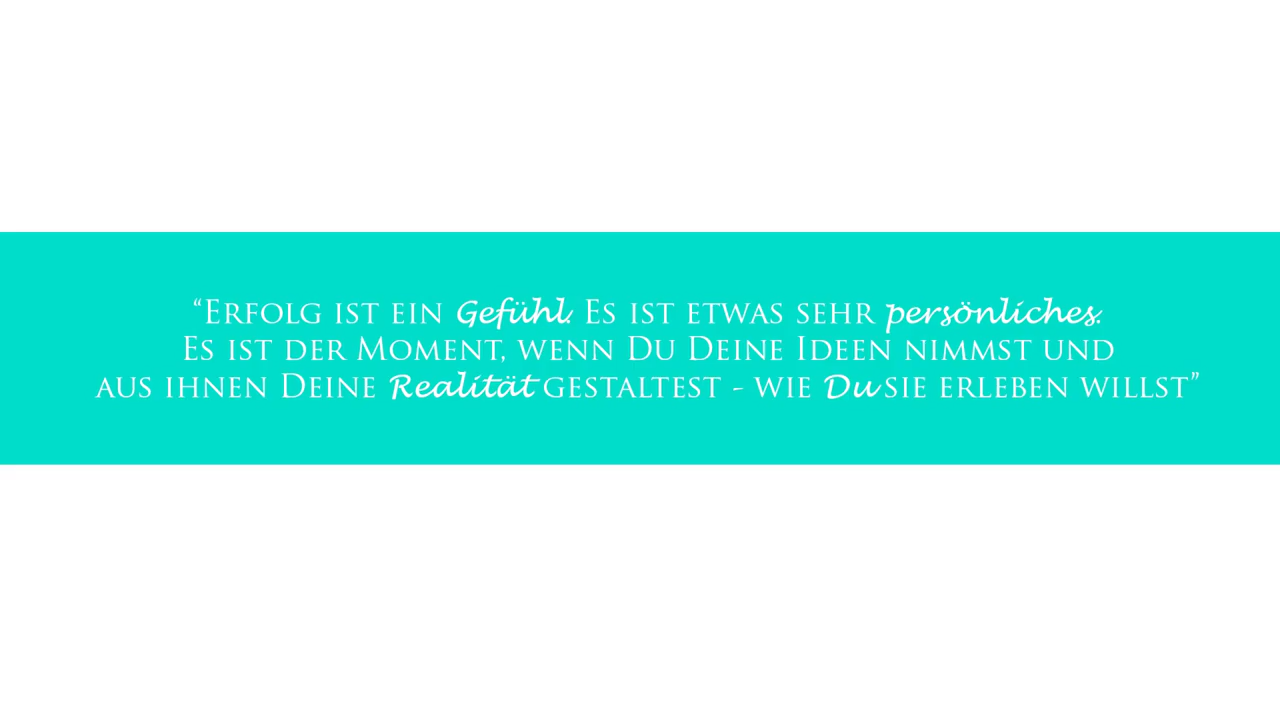 “Erfolg ist ein Gefühl. Es ist etwas sehr persönliches.
Es ist der Moment, wenn Du Deine Ideen nimmst und
aus ihnen Deine Realität gestaltest - wie Du sie erleben willst”